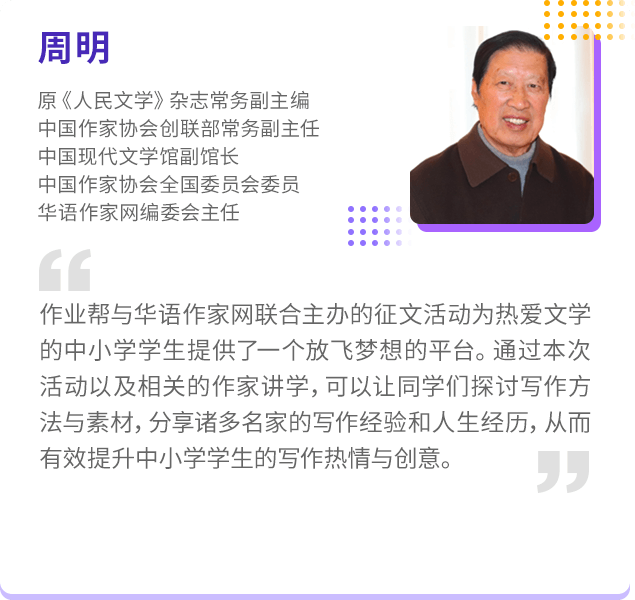 周明
原《人民文学》杂志常务副主编
中国作家协会创联部常务副主任
中国现代文学馆副馆长
中国作家协会全国委员会委员
华语作家网编委会主任
“
作业帮与华语作家网联合主办的征文活动为热爱文学
的中小学学生提供了一个放飞梦想的平台。通过本次
活动以及相关的作家讲学，可以让同学们探讨写作方
法与素材，分享诸多名家的写作经验和人生经历，从而
有效提升中小学学生的写作热情与创意。
”